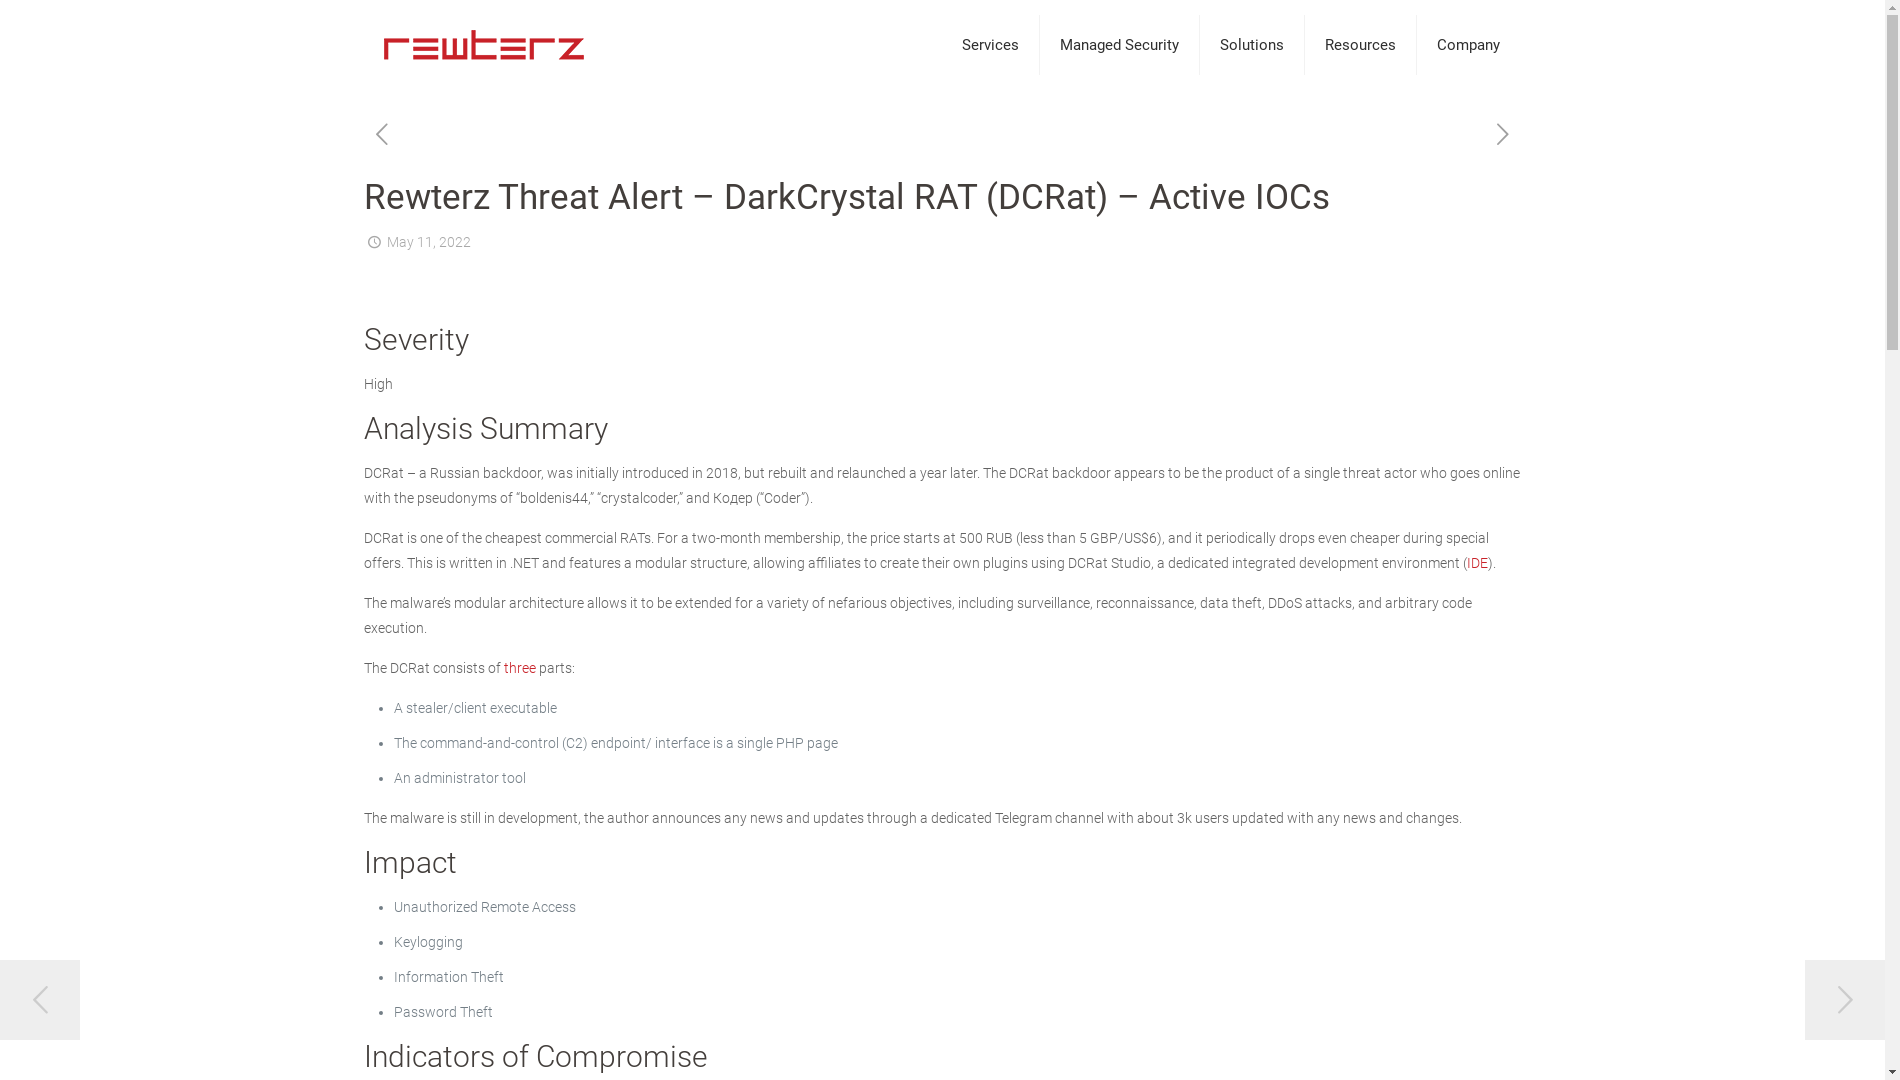 rewterz
Services
Managed Security
Solutions
Resources
Company
Rewterz Threat Alert – DarkCrystal RAT (DCRat) – Active IOCs
May 11, 2022
Severity
High
Analysis Summary
DCRat – a Russian backdoor, was initially introduced in 2018, but rebuilt and relaunched a year later. The DCRat backdoor appears to be the product of a single threat actor who goes online
with the pseudonyms of “boldenis44,” “crystalcoder,” and Кодер (“Coder”).
DCRat is one of the cheapest commercial RATs. For a two-month membership, the price starts at 500 RUB (less than 5 GBP/US$6), and it periodically drops even cheaper during special
offers. This is written in .NET and features a modular structure, allowing affiliates to create their own plugins using DCRat Studio, a dedicated integrated development environment (IDE).
The malware’s modular architecture allows it to be extended for a variety of nefarious objectives, including surveillance, reconnaissance, data theft, DDoS attacks, and arbitrary code
execution.
The DCRat consists of three parts:
• A stealer/client executable
• The command-and-control (C2) endpoint/ interface is a single PHP page
• An administrator tool
The malware is still in development, the author announces any news and updates through a dedicated Telegram channel with about 3k users updated with any news and changes.
Impact
• Unauthorized Remote Access
• Keylogging
• Information Theft
• Password Theft
Indicators of Compromise